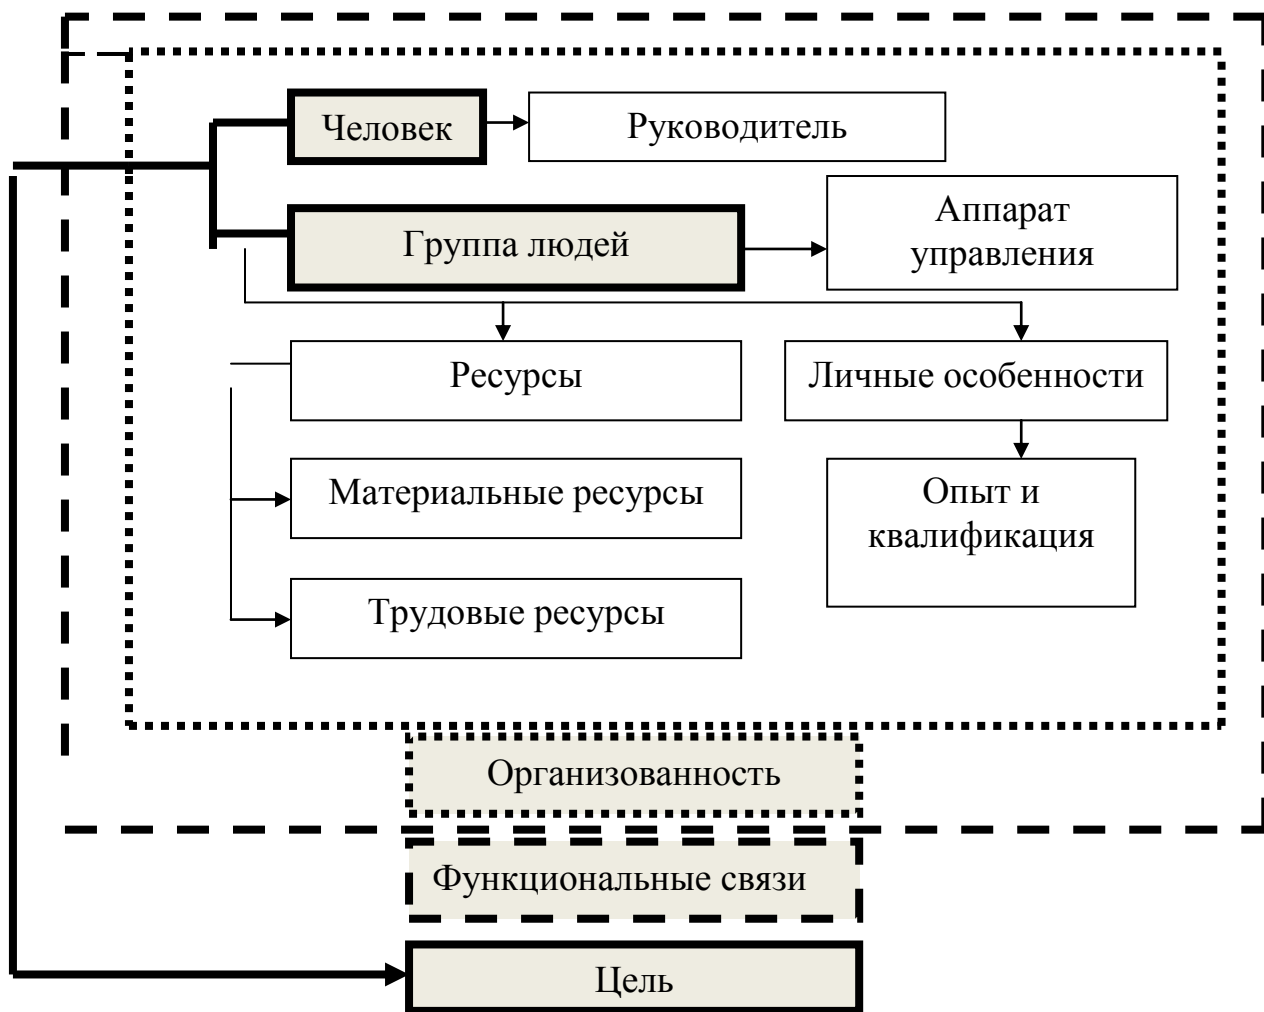 Человек
Руководитель
Группа людей
Аппарат
управления
Ресурсы
Личные особенности
Материальные ресурсы
Опыт и
квалификация
Трудовые ресурсы
Организованность
Функциональные связи
Цель